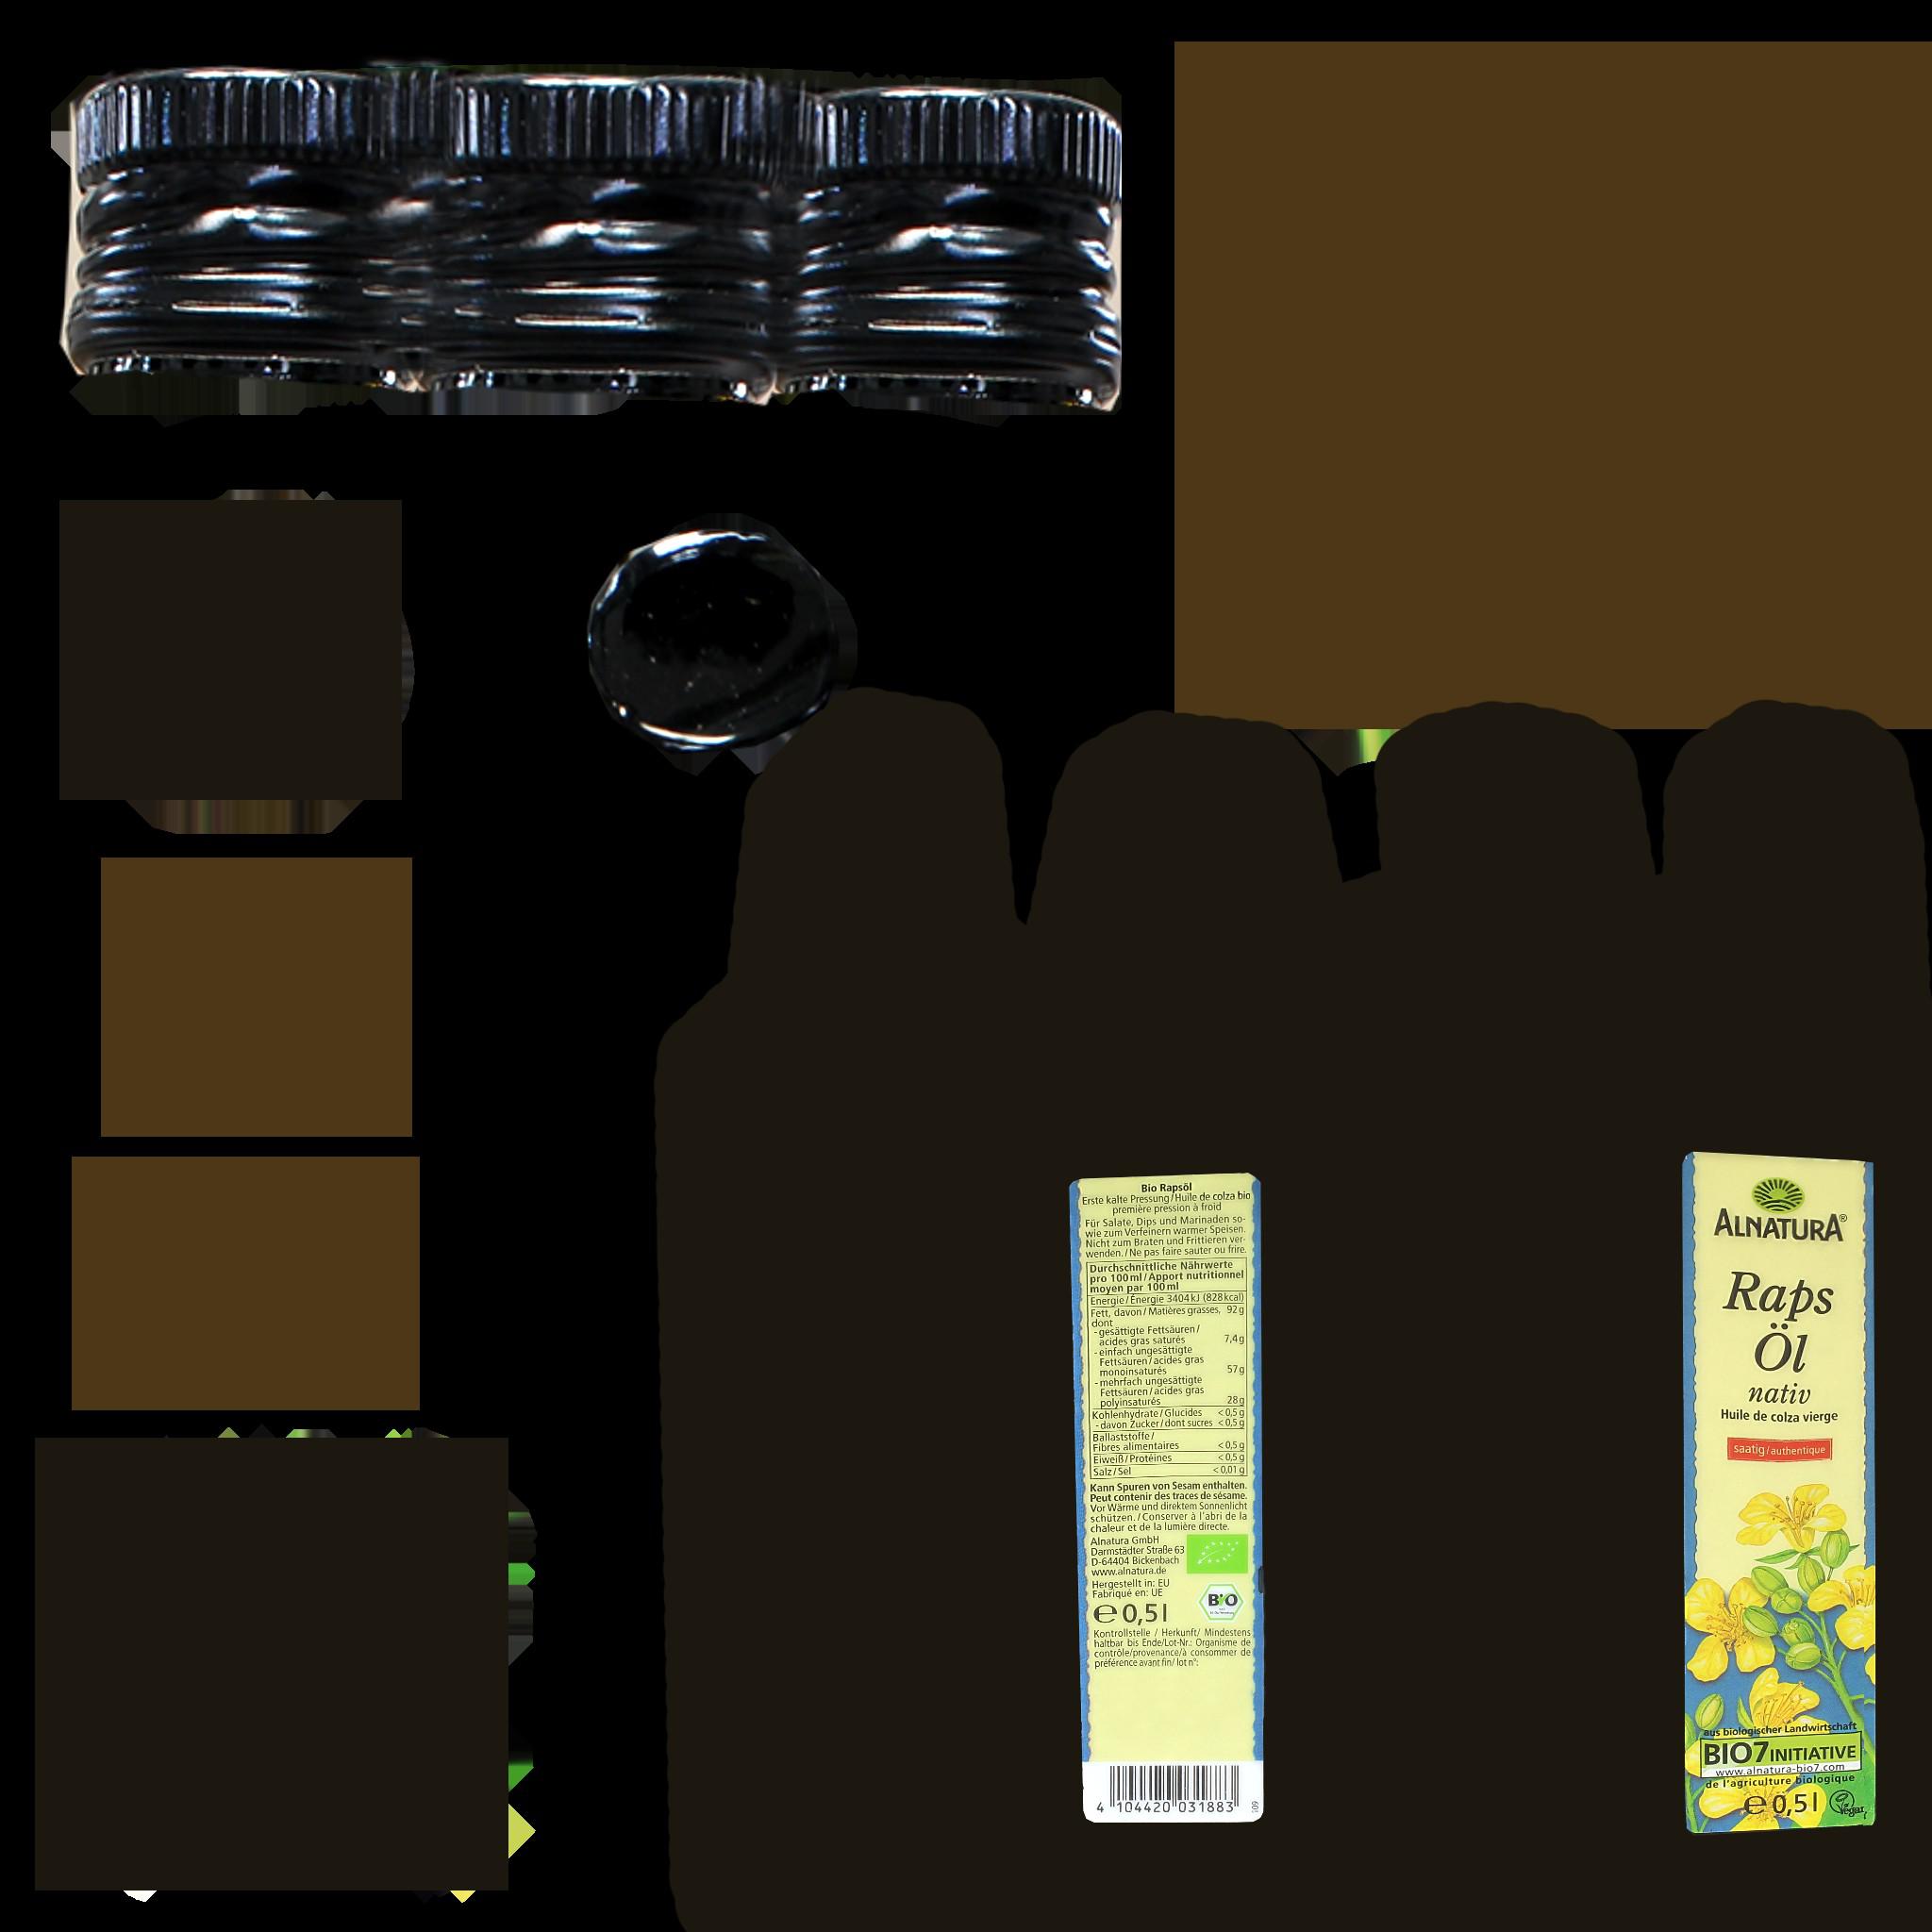 Bio Rapsöl
Erste kalte Pressung/Huile de colza bio
première pression à froid
Für Salate, Dips und Marinaden so-
wie zum Verfeinern warmer Speisen.
Nicht zum Braten und Frittieren ver-
wenden./Ne pas faire sauter ou frire.
Durchschnittliche Nährwerte
pro 100 ml/Apport nutritionnel
moyen par 100 ml
Energie/Énergie 3404 kJ (828 kcal)
Fett, davon/Matières grasses, 92 g
dont
-gesättigte Fettsäuren/
acides gras saturés 7,4 g
-einfach ungesättigte
Fettsäuren/acides gras
monoinsaturés 57 g
-mehrfach ungesättigte
Fettsäuren/acides gras
polyinsaturés 28 g
Kohlenhydrate/Glucides <0,5 g
-davon Zucker/dont sucres <0,5 g
Ballaststoffe/
Fibres alimentaires <0,5 g
Eiweiß/Protéines <0,5 g
Salz/Sel <0,01 g
Kann Spuren von Sesam enthalten.
Peut contenir des traces de sésame.
Vor Wärme und direktem Sonnenlicht
schützen./Conserver à l'abri de la
chaleur et de la lumière directe.
Alnatura GmbH
Darmstädter Straße 63
D-64404 Bickenbach
www.alnatura.de
Hergestellt in: EU
Fabriqué en: UE
BIO
℮ 0,5 l
Kontrollstelle / Herkunft/ Mindestens
haltbar bis Ende/Lot-Nr.: Organisme de
contrôle/provenance/à consommer de
préférence avant fin/ lot n°:
4 104420 031883
ALNATURA®
Raps
Öl
nativ
Huile de colza vierge
saatig/authentique
aus biologischer Landwirtschaft
BIO7 INITIATIVE
www.alnatura-bio7.com
de l'agriculture biologique
℮ 0,5 l
Vegan